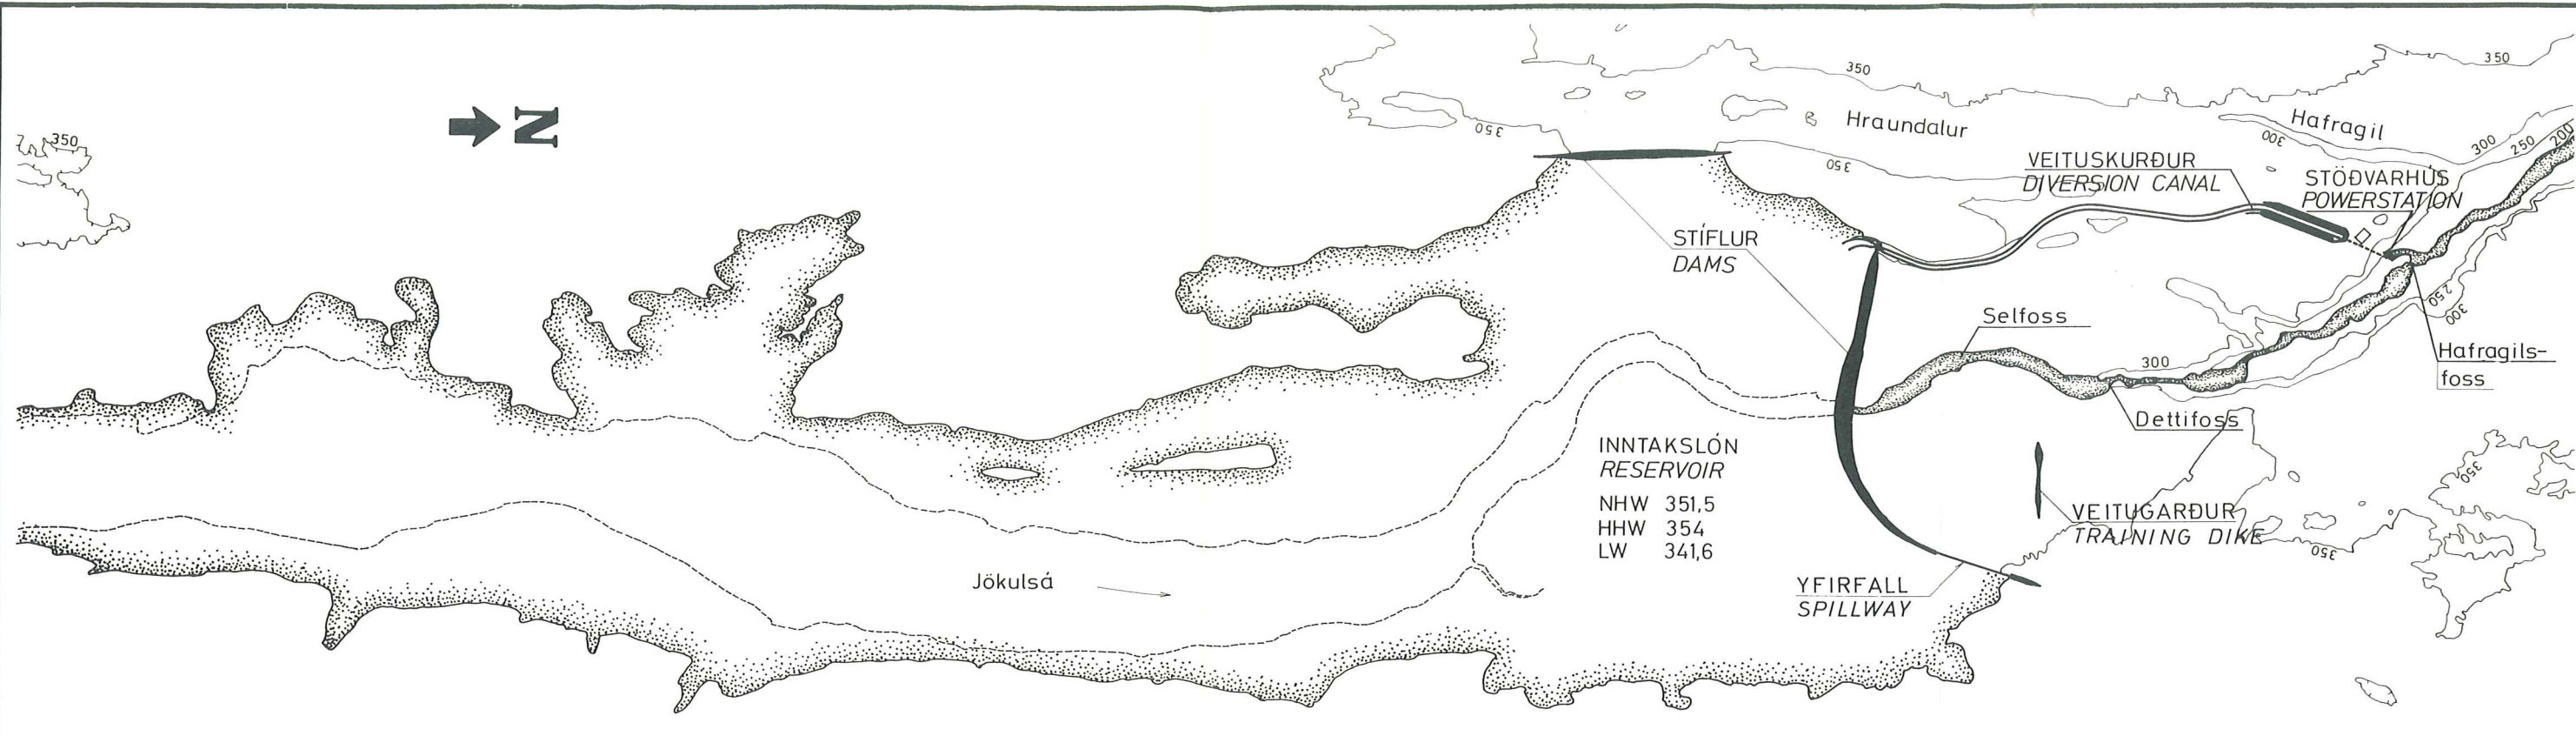 350
N
350
350
350
350
300
300
250
200
Hraundalur
Hafragil
VEITUSKURÐUR
DIVERSION CANAL
STÖÐVARHÚS
POWERSTATION
STÍFLUR
DAMS
Selfoss
300
250
300
Hafragils-
foss
Dettifoss
INNTAKSLÓN
RESERVOIR
NHW 351,5
HHW 354
LW 341,6
VEITUGARÐUR
TRAINING DIKE
350
350
Jökulsá
YFIRFALL
SPILLWAY